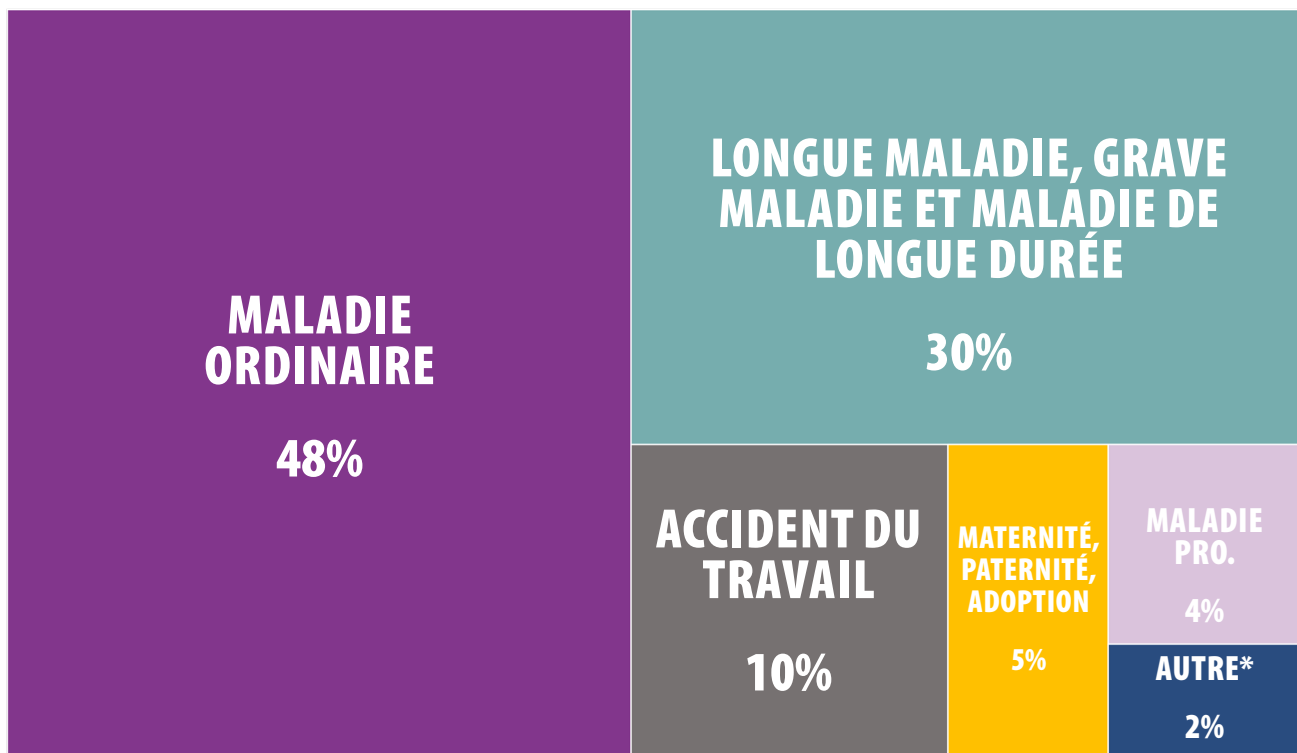 MALADIE
ORDINAIRE
48%
LONGUE MALADIE, GRAVE
MALADIE ET MALADIE DE
LONGUE DURÉE
30%
ACCIDENT DU
TRAVAIL
10%
MATERNITÉ,
PATERNITÉ,
ADOPTION
5%
MALADIE
PRO.
4%
AUTRE*
2%